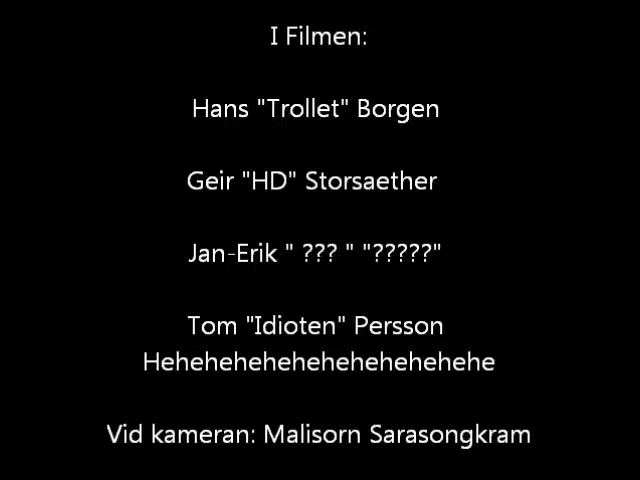 I Filmen:
Hans "Trollet" Borgen
Geir "HD" Storsaether
Jan-Erik " ??? " "?????"
Tom "Idioten" Persson
Hehehehehehehehehehehehe
Vid kameran: Malisorn Sarasongkram